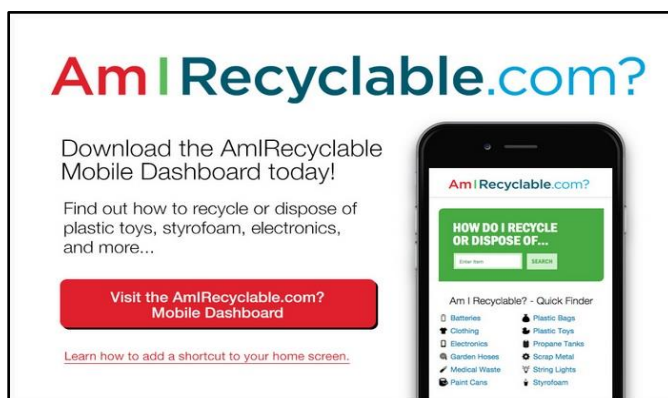 AmIRecyclable.com?
Download the AmIRecyclable
Mobile Dashboard today!
Find out how to recycle or dispose of
plastic toys, styrofoam, electronics,
and more...
Visit the AmIRecyclable.com?
Mobile Dashboard
Learn how to add a shortcut to your home screen.
AmIRecyclable.com?
HOW DO I RECYCLE
OR DISPOSE OF...
Enter Item
SEARCH
Am I Recyclable? - Quick Finder
Batteries
Clothing
Electronics
Garden Hoses
Medical Waste
Paint Cans
Plastic Bags
Plastic Toys
Propane Tanks
Scrap Metal
String Lights
Styrofoam